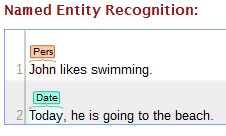 Named Entity Recognition:
Pers
1 John likes swimming.
Date
2 Today, he is going to the beach.